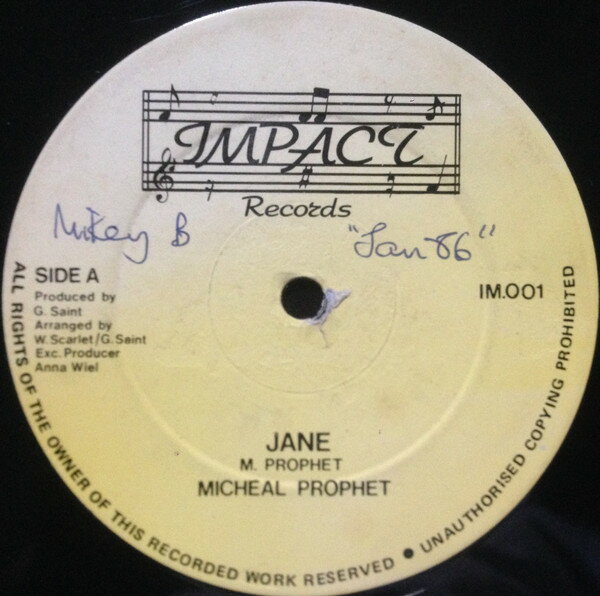 IMPACT
Records
Mikey B "Jan 86"
SIDE A
IM.001
Produced by
G. Saint
Arranged by
W. Scarlet/G. Saint
Exc. Producer
Anna Wiel
JANE
M. PROPHET
MICHEAL PROPHET
ALL RIGHTS OF THE OWNER OF THIS RECORDED WORK RESERVED ● UNAUTHORISED COPYING PROHIBITED